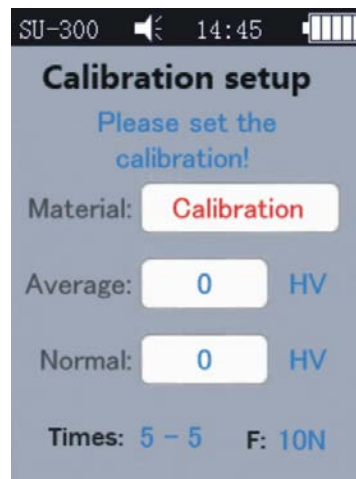 SU-300 14:45
Calibration setup
Please set the
calibration!
Material: Calibration
Average: 0 HV
Normal: 0 HV
Times: 5 - 5 F: 10N